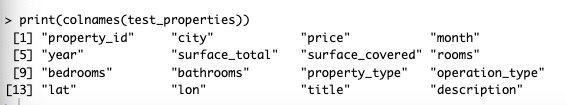 > print(colnames(test_properties))
[1] "property_id" "city" "price" "month"
[5] "year" "surface_total" "surface_covered" "rooms"
[9] "bedrooms" "bathrooms" "property_type" "operation_type"
[13] "lat" "lon" "title" "description"